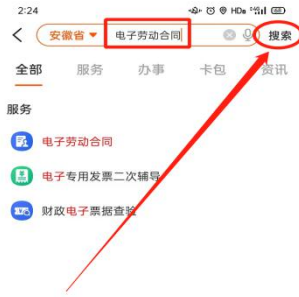 2:24 HD
安徽省 电子劳动合同 搜索
全部 服务 办事 卡包 资讯
服务
电子劳动合同
电子专用发票二次辅导
财政电子票据查验